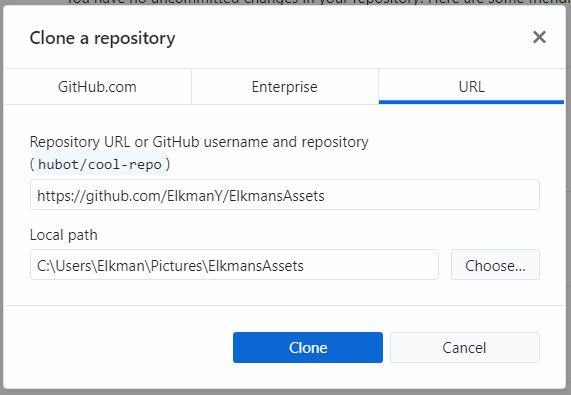 You have no uncommitted changes in your repository. Here are some friendly
Clone a repository
GitHub.com
Enterprise
URL
Repository URL or GitHub username and repository
(hubot/cool-repo)
https://github.com/ElkmanY/ElkmansAssets
Local path
C:\Users\Elkman\Pictures\ElkmansAssets
Choose...
Clone
Cancel